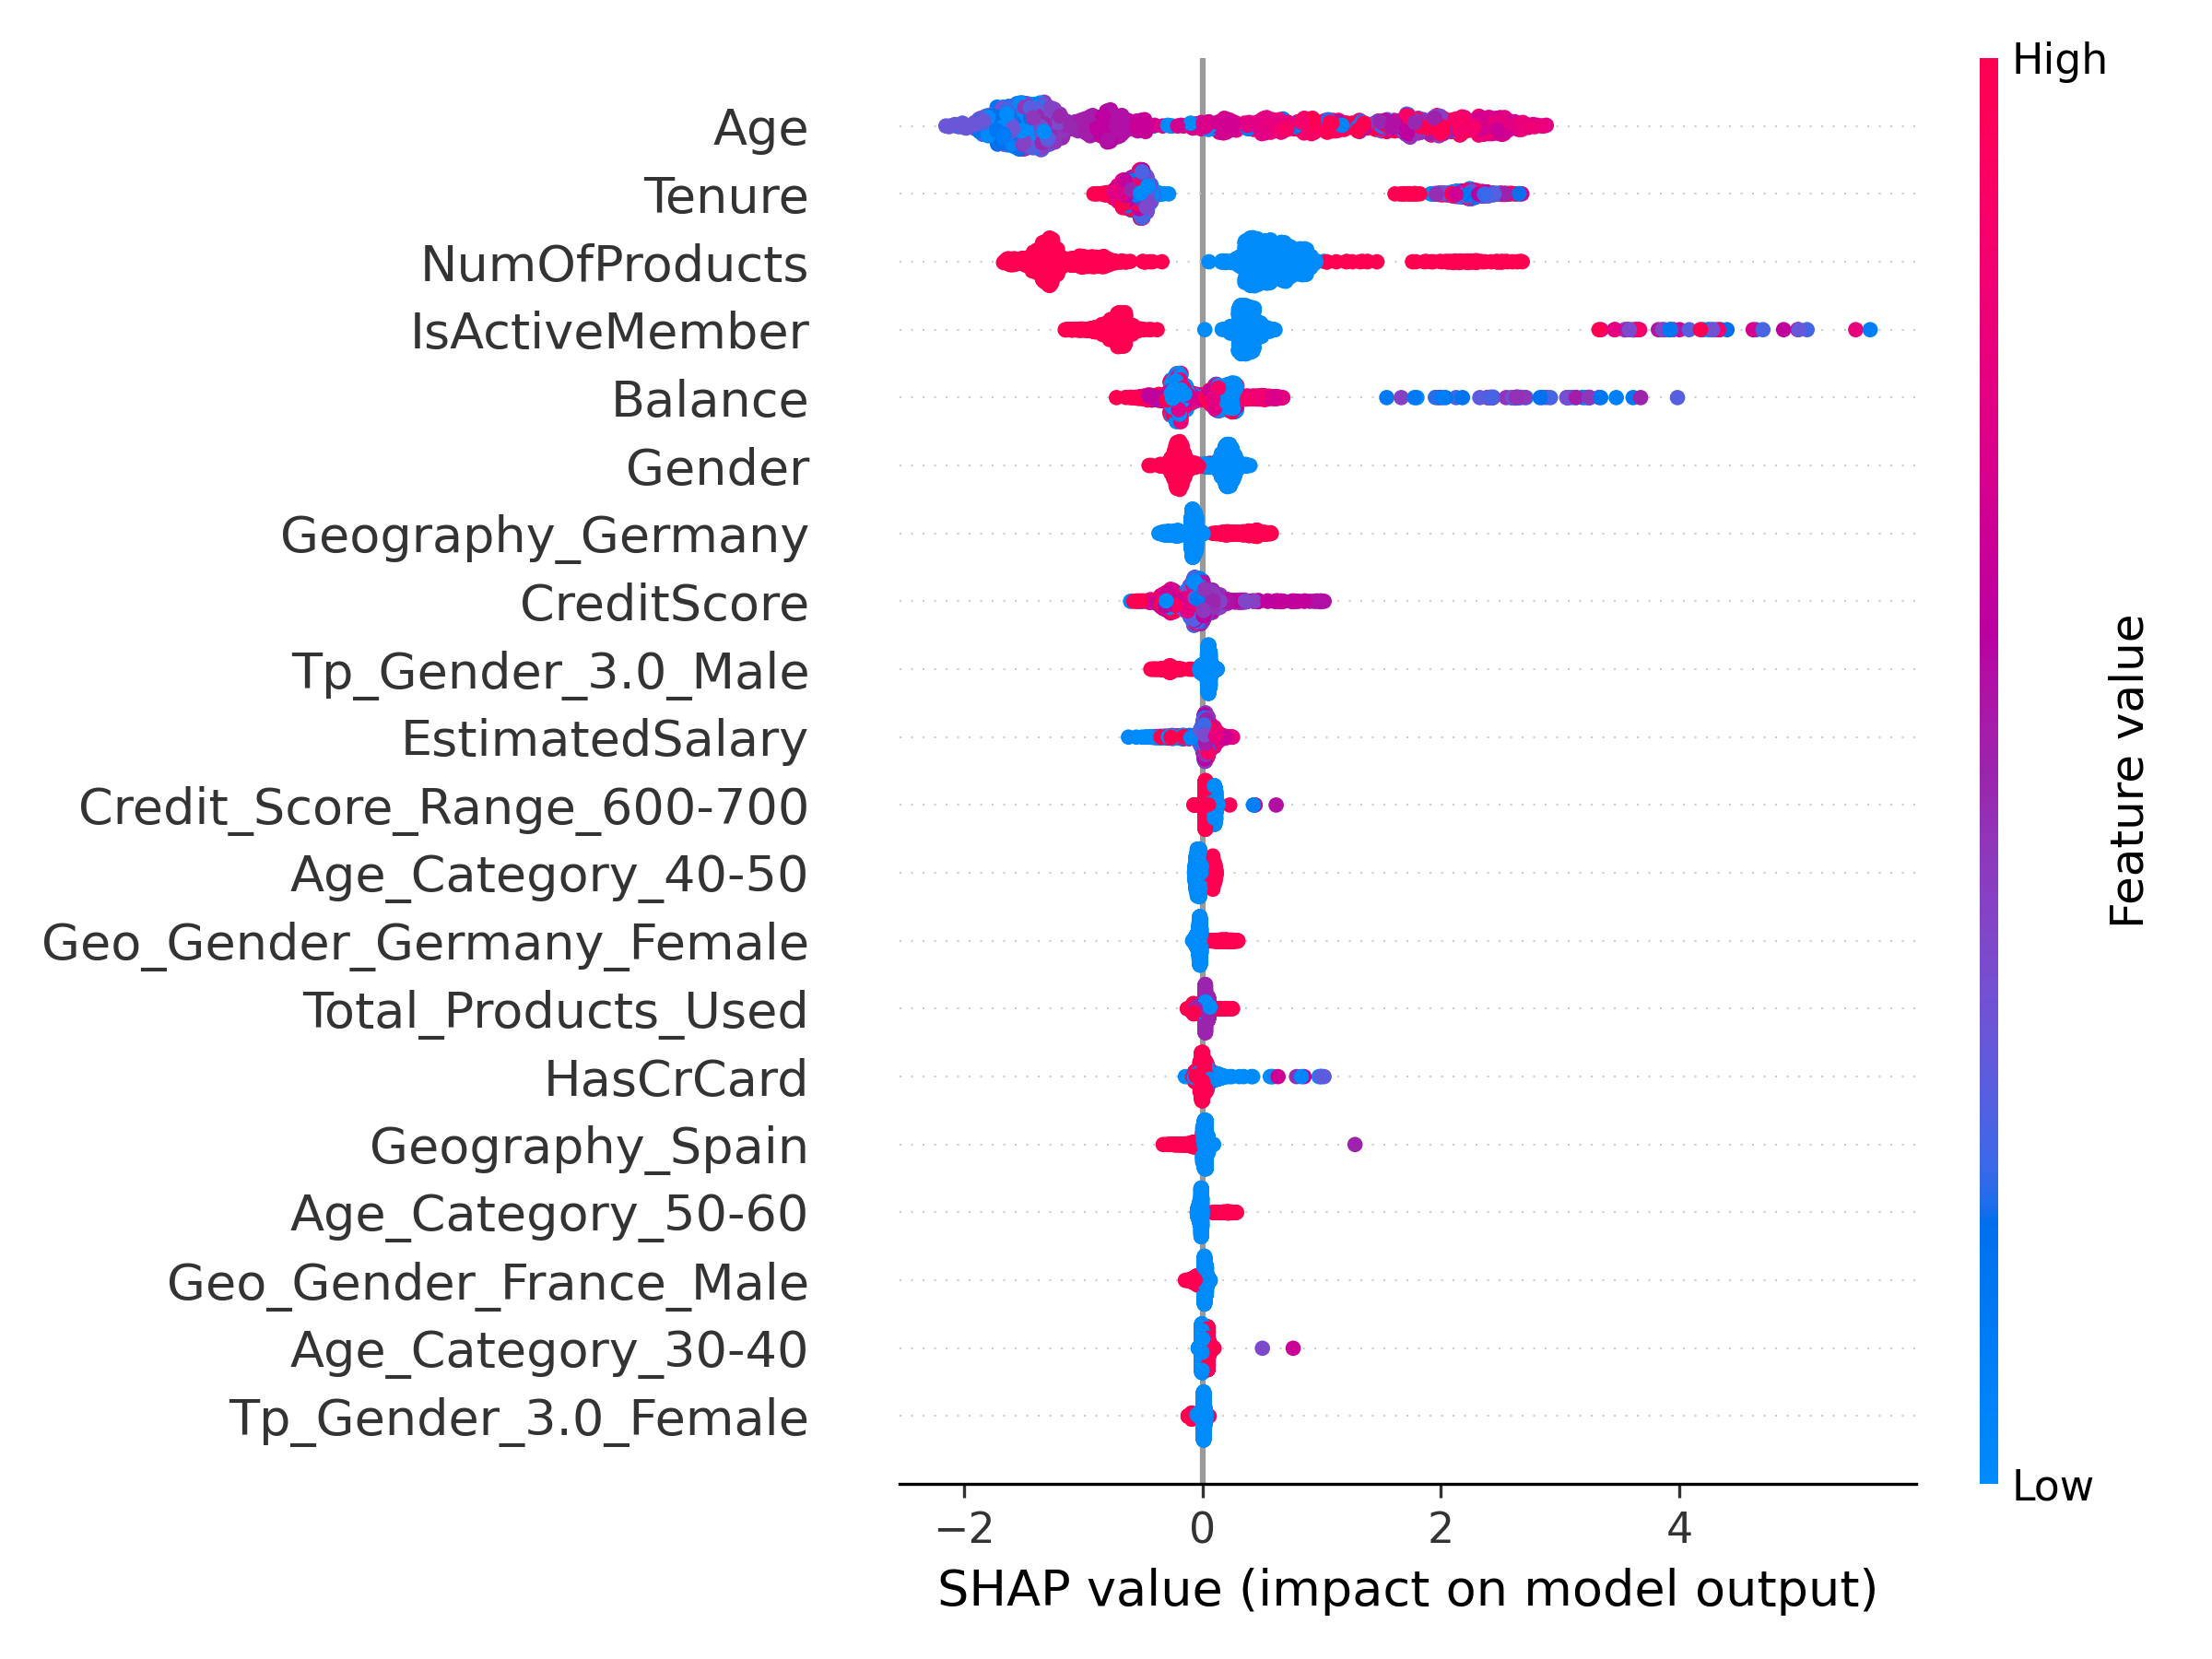 High
Age
Tenure
NumOfProducts
IsActiveMember
Balance
Gender
Geography_Germany
CreditScore
Tp_Gender_3.0_Male
EstimatedSalary
Credit_Score_Range_600-700
Age_Category_40-50
Geo_Gender_Germany_Female
Total_Products_Used
HasCrCard
Geography_Spain
Age_Category_50-60
Geo_Gender_France_Male
Age_Category_30-40
Tp_Gender_3.0_Female
Feature value
Low
−2 0 2 4
SHAP value (impact on model output)